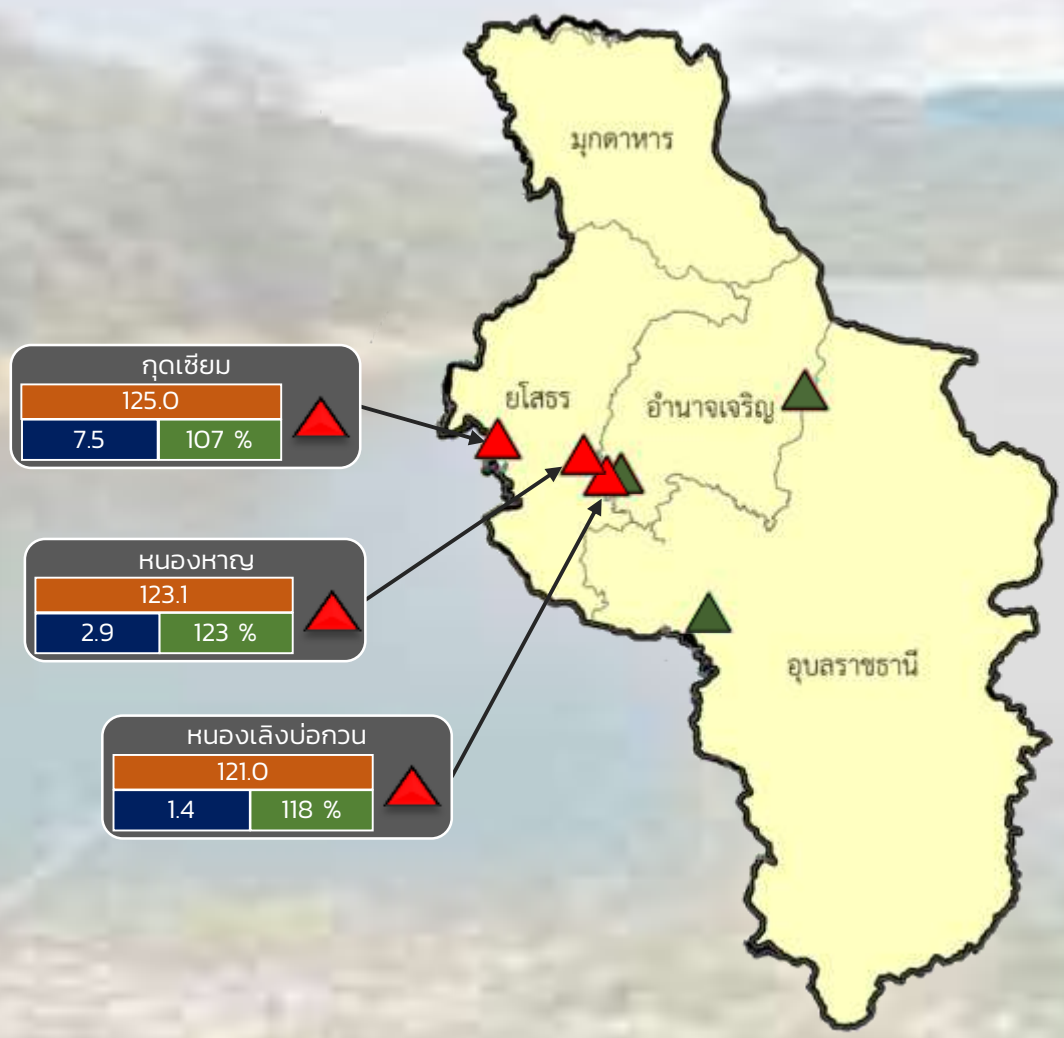 มุกดาหาร
กุดเซียม
125.0
7.5 107 %
ยโสธร
อำนาจเจริญ
หนองหาญ
123.1
2.9 123 %
อุบลราชธานี
หนองเลิงบ่อกวน
121.0
1.4 118 %